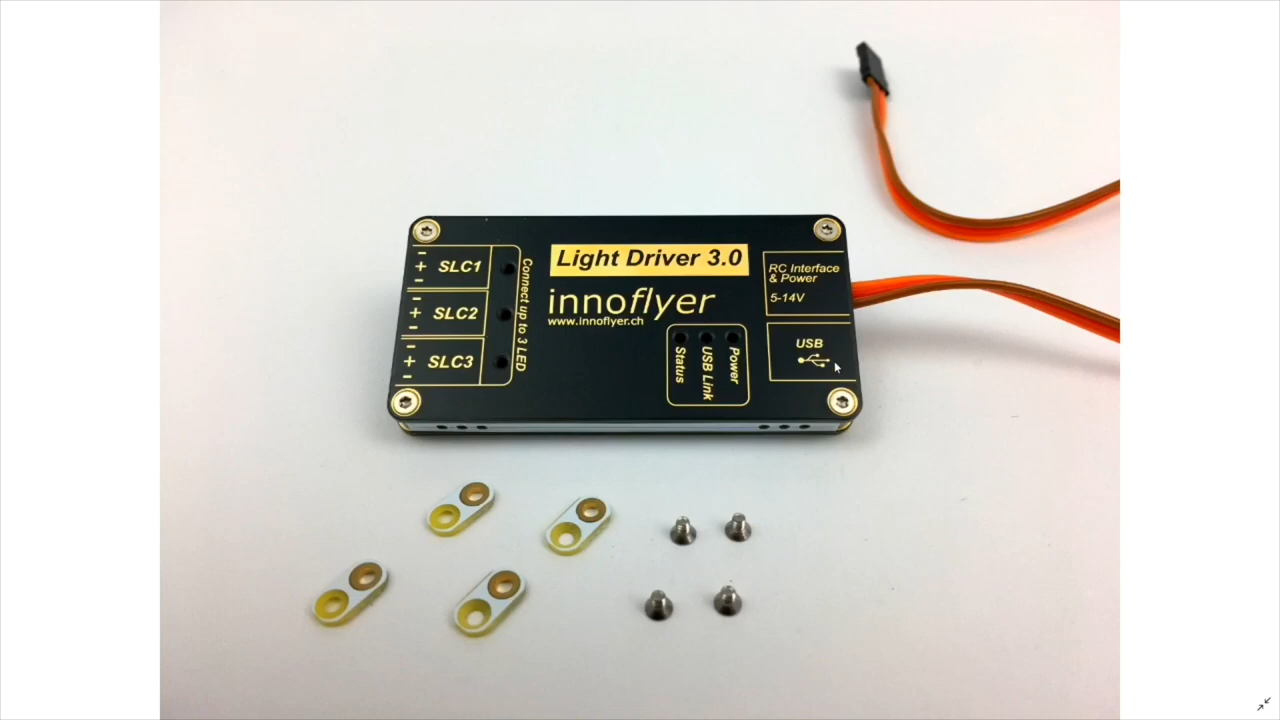 Light Driver 3.0
innoflyer
www.innoflyer.ch
SLC1
SLC2
SLC3
Connect up to 3 LED
RC Interface
& Power
5-14V
USB
Status
USB Link
Power